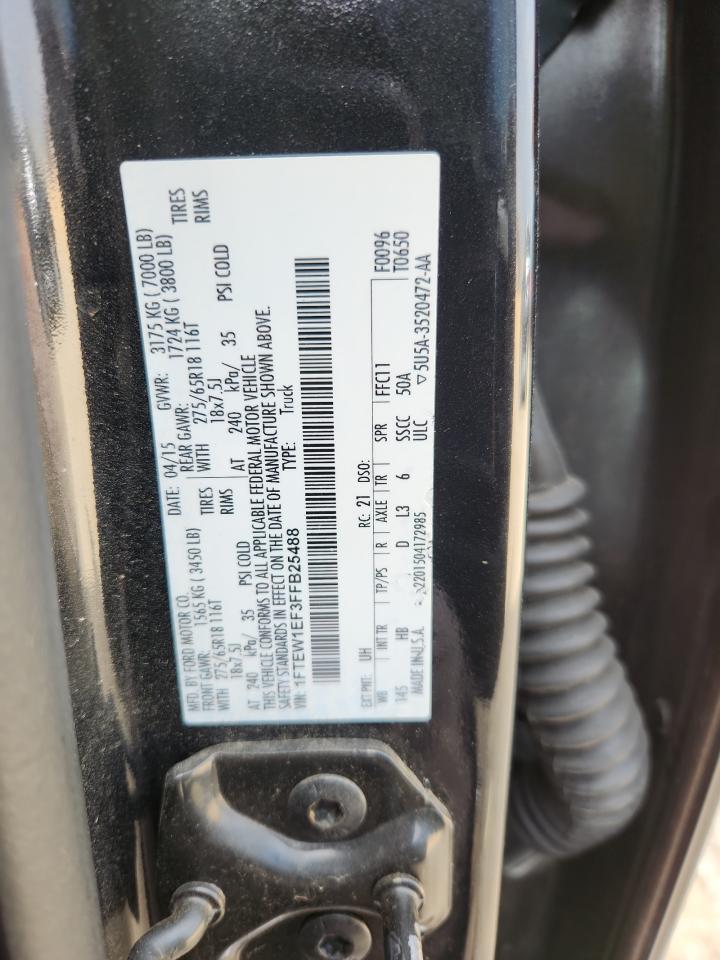 MFD. BY FORD MOTOR CO. DATE: 04/15 GVWR: 3175 KG ( 7000 LB)
FRONT GAWR: 1565 KG ( 3450 LB) REAR GAWR: 1724 KG ( 3800 LB)
WITH 275/65R18 116T TIRES WITH 275/65R18 116T TIRES
18x7.5J RIMS 18x7.5J RIMS
AT 240 kPa/ 35 PSI COLD AT 240 kPa/ 35 PSI COLD
THIS VEHICLE CONFORMS TO ALL APPLICABLE FEDERAL MOTOR VEHICLE
SAFETY STANDARDS IN EFFECT ON THE DATE OF MANUFACTURE SHOWN ABOVE.
VIN: 1FTEW1EF3FFB25488 TYPE: Truck
EXT PNT: UH RC: 21 DSO: F0096
WB INT TR TP/PS R AXLE TR SPR FFC11 T0650
145 HB D L3 6 SSCC 50A
MADE IN U.S.A. 2201504172985 ULC ▽5U5A-3520472-AA